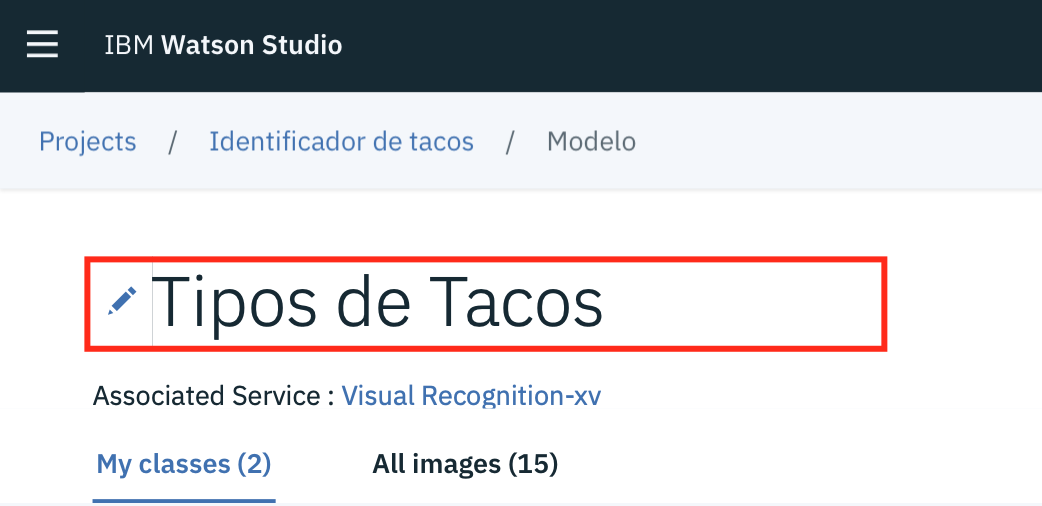 IBM Watson Studio
Projects / Identificador de tacos / Modelo
Tipos de Tacos
Associated Service : Visual Recognition-xv
My classes (2) All images (15)